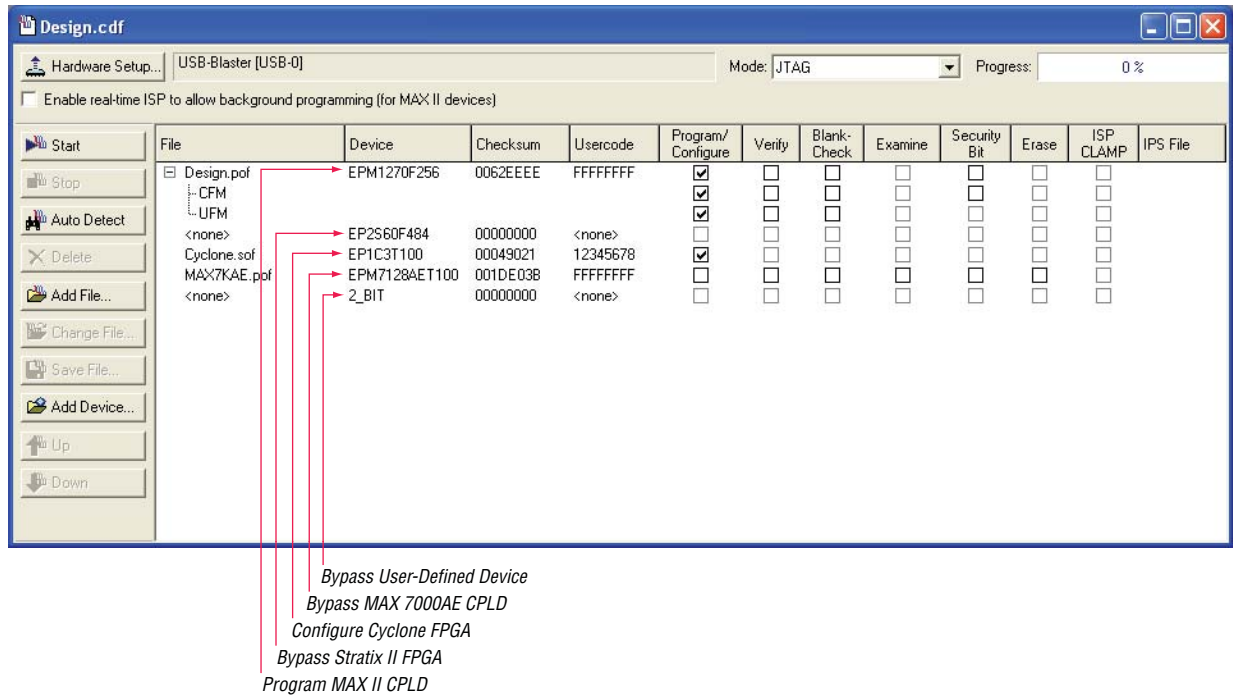 Design.cdf
Hardware Setup... USB-Blaster [USB-0] Mode: JTAG Progress: 0 %
Enable real-time ISP to allow background programming (for MAX II devices)
Start
Stop
Auto Detect
Delete
Add File...
Change File...
Save File...
Add Device...
Up
Down
File Device Checksum Usercode Program/ Configure Verify Blank- Check Examine Security Bit Erase ISP CLAMP IPS File
Design.pof EPM1270F256 0062EEEE FFFFFFFF
CFM
UFM
<none> EP2S60F484 00000000 <none>
Cyclone.sof EP1C3T100 00049021 12345678
MAX7KAE.pof EPM7128AET100 001DE03B FFFFFFFF
<none> 2_BIT 00000000 <none>
Bypass User-Defined Device
Bypass MAX 7000AE CPLD
Configure Cyclone FPGA
Bypass Stratix II FPGA
Program MAX II CPLD